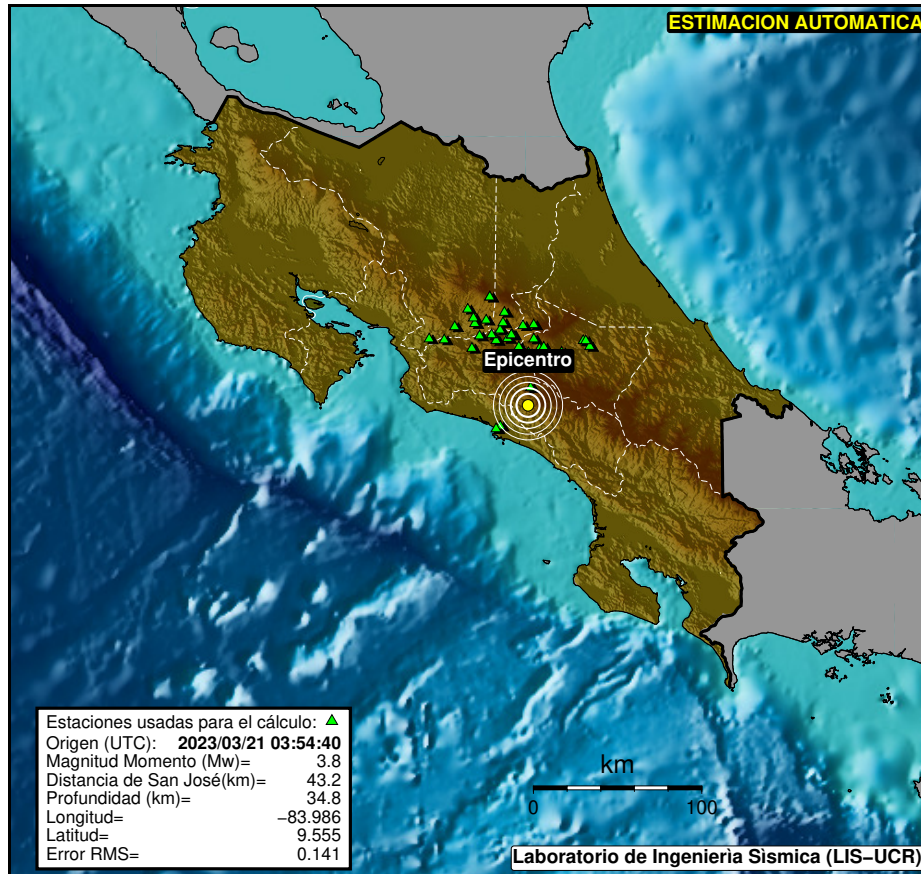 ESTIMACION AUTOMATICA
Epicentro
Estaciones usadas para el cálculo:
Origen (UTC): 2023/03/21 03:54:40
Magnitud Momento (Mw)= 3.8
Distancia de San José(km)= 43.2
Profundidad (km)= 34.8
Longitud= −83.986
Latitud= 9.555
Error RMS= 0.141
km
0 100
Laboratorio de Ingenierìa Sìsmica (LIS−UCR)